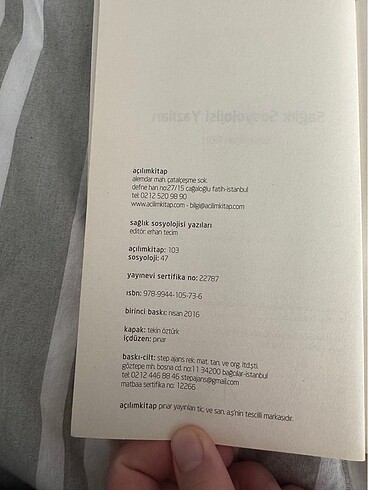 açılımkitap
alemdar mah. çatalçeşme sok.
defne han no:27/15 cağaloğlu fatih-istanbul
tel: 0212 520 98 90
www.acilimkitap.com - bilgi@acilimkitap.com
sağlık sosyolojisi yazıları
editör: erhan tecim
açılımkitap: 103
sosyoloji: 47
yayınevi sertifika no: 22787
ısbn: 978-9944-105-73-6
birinci baskı: nisan 2016
kapak: tekin öztürk
içdüzen: pınar
baskı-cilt: step ajans rek. mat. tan. ve org. ltd.şti.
göztepe mh. bosna cd. no:11 34200 bağcılar-istanbul
tel: 0212 446 88 46 stepajans@gmail.com
matbaa sertifika no: 12266
açılımkitap pınar yayınları tic. ve san. aş'nin tescilli markasıdır.